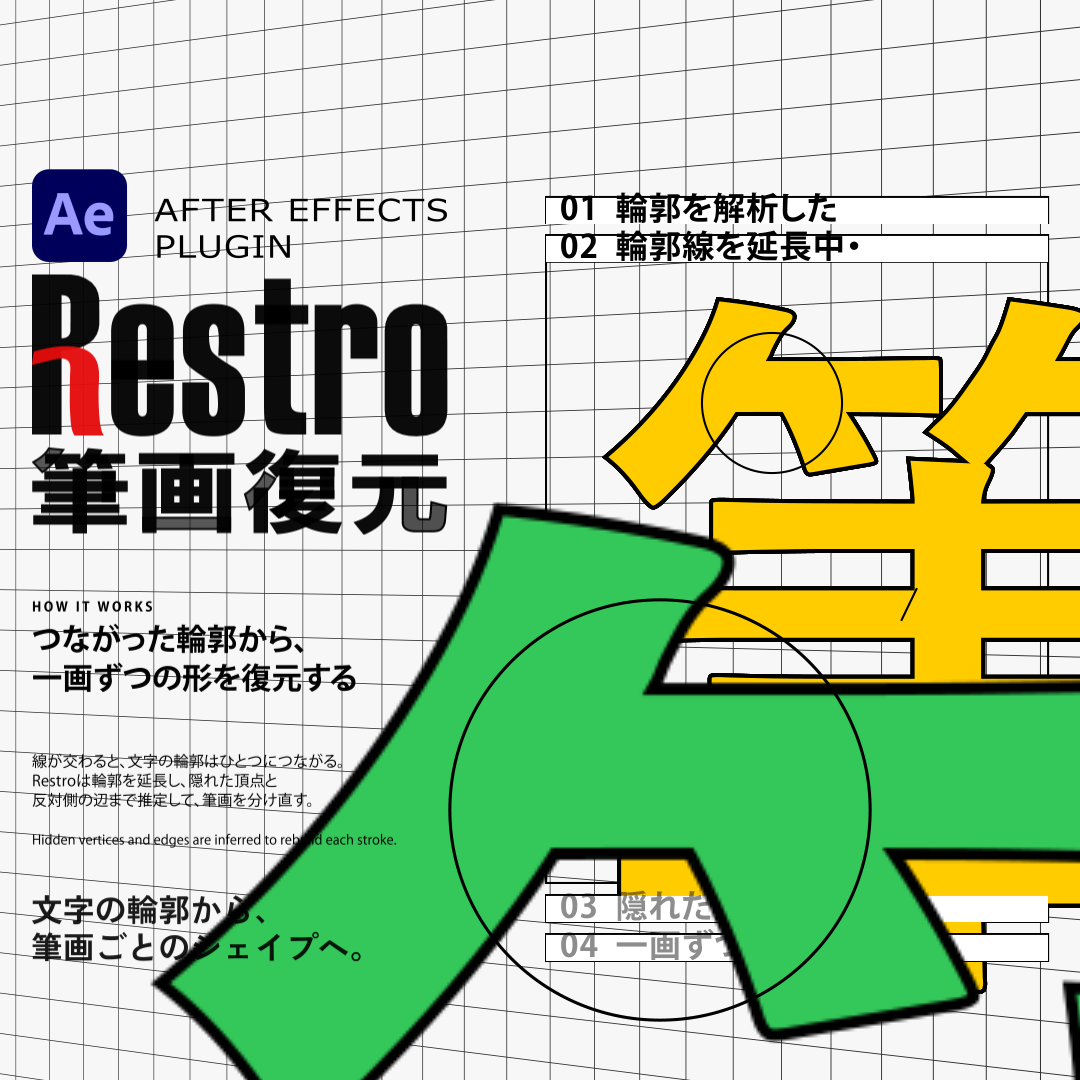 Ae
AFTER EFFECTS
PLUGIN
Restro
筆画復元
HOW IT WORKS
つながった輪郭から、
一画ずつの形を復元する
線が交わると、文字の輪郭はひとつにつながる。
Restroは輪郭を延長し、隠れた頂点と
反対側の辺まで推定して、筆画を分け直す。
Hidden vertices and edges are inferred to rebuild each stroke.
文字の輪郭から、
筆画ごとのシェイプへ。
01 輪郭を解析した
02 輪郭線を延長中・
03 隠れた
04 一画ず